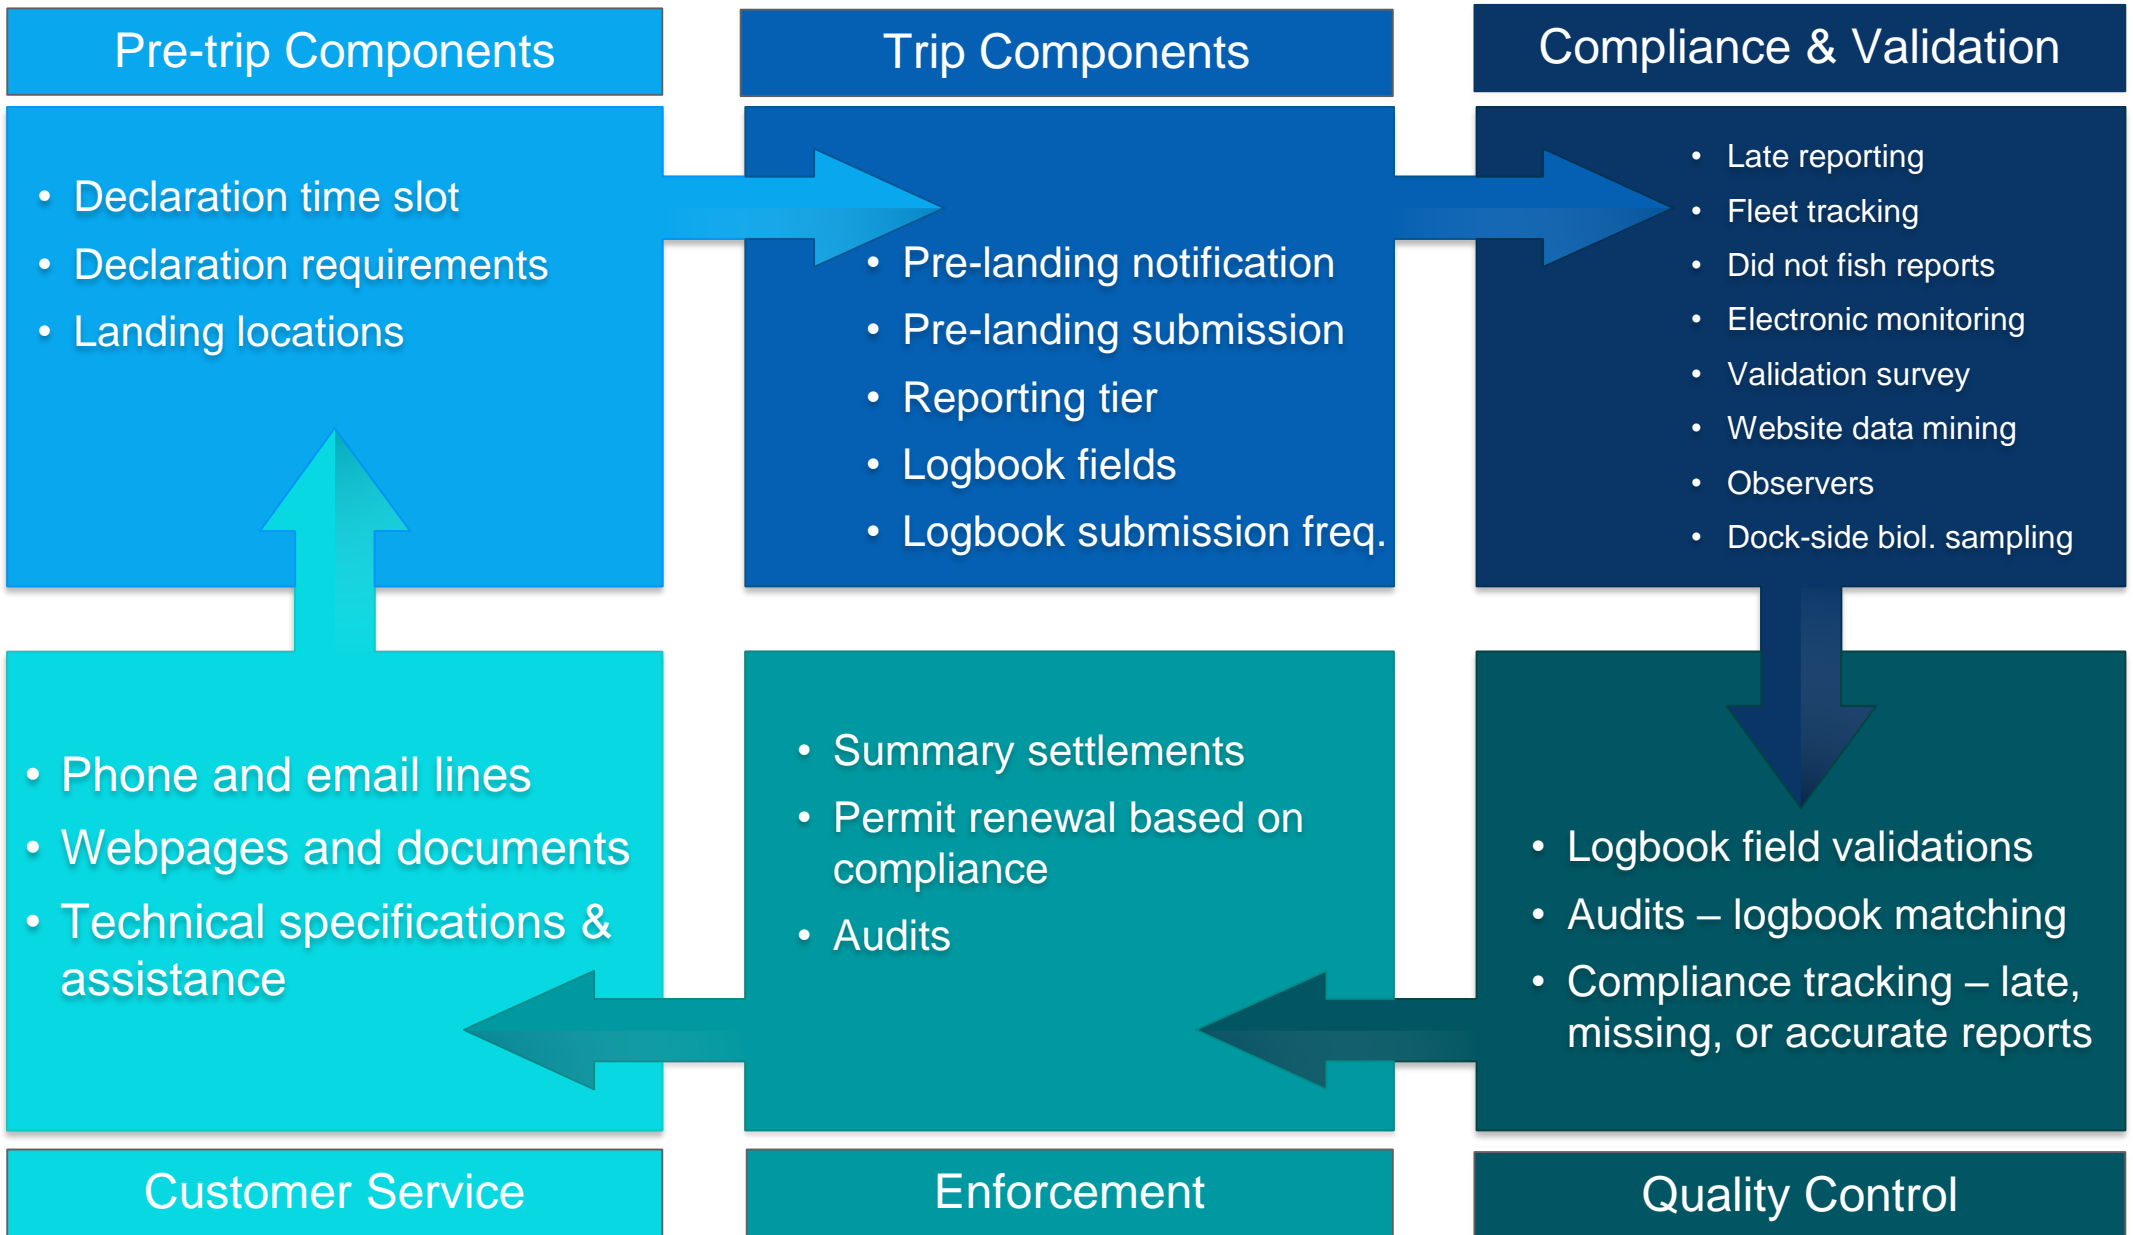 Pre-trip Components
• Declaration time slot
• Declaration requirements
• Landing locations
Trip Components
• Pre-landing notification
• Pre-landing submission
• Reporting tier
• Logbook fields
• Logbook submission freq.
Compliance & Validation
• Late reporting
• Fleet tracking
• Did not fish reports
• Electronic monitoring
• Validation survey
• Website data mining
• Observers
• Dock-side biol. sampling
• Phone and email lines
• Webpages and documents
• Technical specifications &
assistance
Customer Service
• Summary settlements
• Permit renewal based on
compliance
• Audits
Enforcement
• Logbook field validations
• Audits – logbook matching
• Compliance tracking – late,
missing, or accurate reports
Quality Control